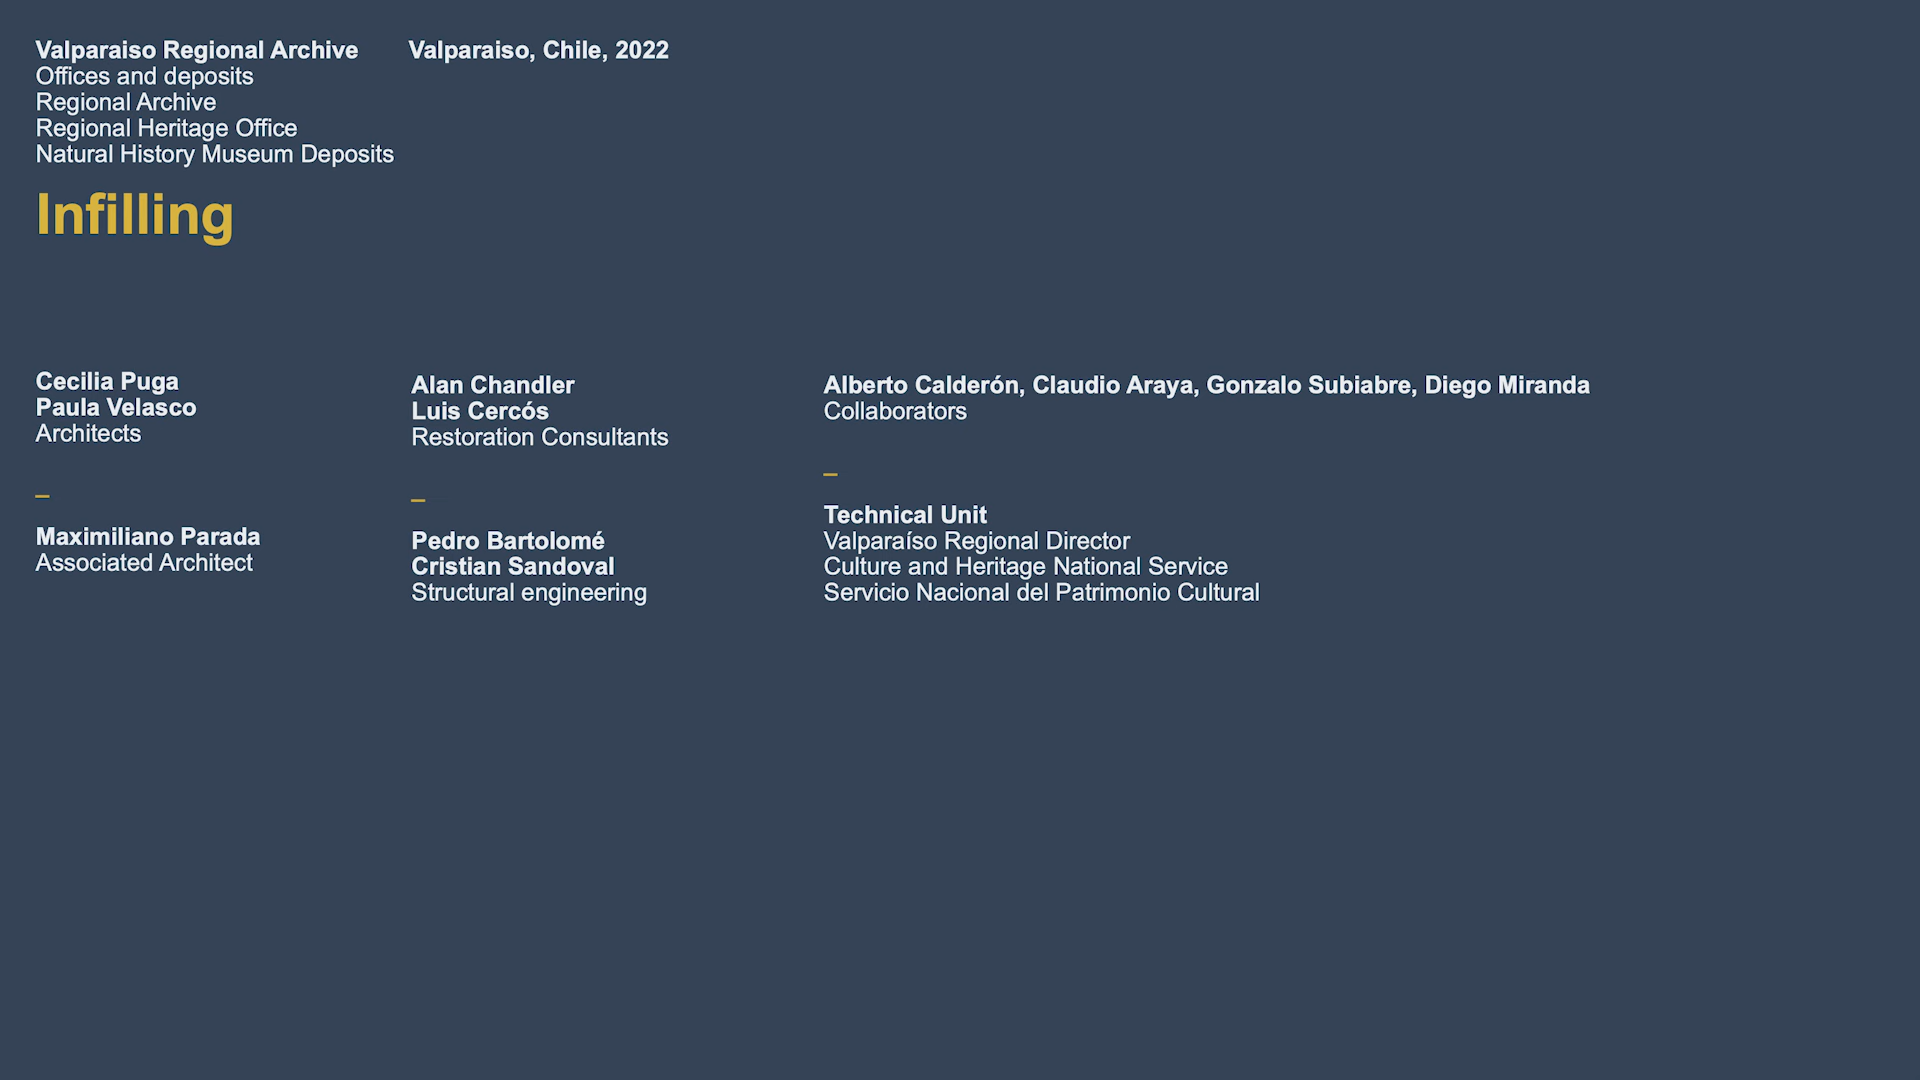 Valparaiso Regional Archive
Offices and deposits
Regional Archive
Regional Heritage Office
Natural History Museum Deposits
Valparaiso, Chile, 2022
Infilling
Cecilia Puga
Paula Velasco
Architects
–
Maximiliano Parada
Associated Architect
Alan Chandler
Luis Cercós
Restoration Consultants
–
Pedro Bartolomé
Cristian Sandoval
Structural engineering
Alberto Calderón, Claudio Araya, Gonzalo Subiabre, Diego Miranda
Collaborators
–
Technical Unit
Valparaíso Regional Director
Culture and Heritage National Service
Servicio Nacional del Patrimonio Cultural